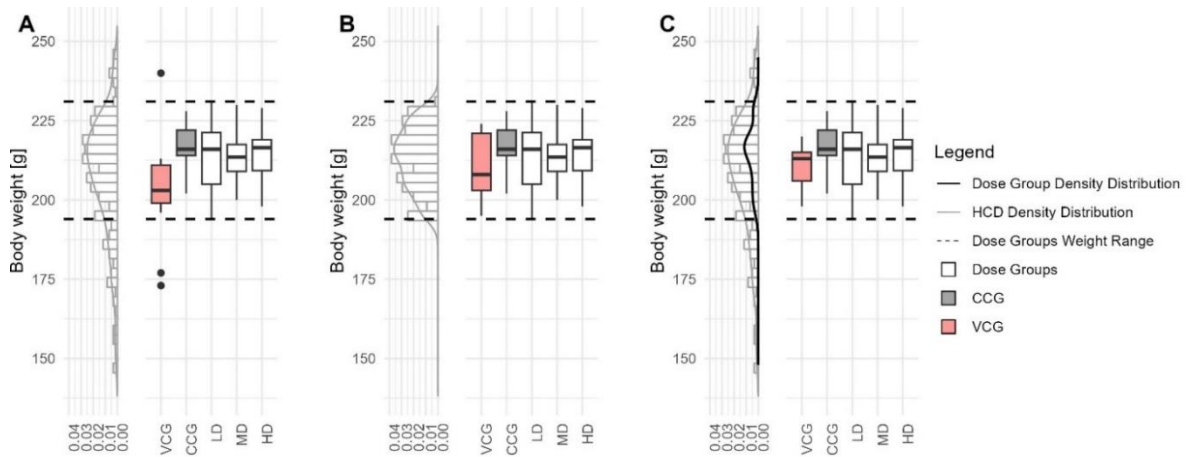 A
B
C
Body weight [g]
250
225
200
175
150
0.04
0.03
0.02
0.01
0.00
VCG
CCG
LD
MD
HD
Body weight [g]
250
225
200
175
150
0.04
0.03
0.02
0.01
0.00
VCG
CCG
LD
MD
HD
Body weight [g]
250
225
200
175
150
0.04
0.03
0.02
0.01
0.00
VCG
CCG
LD
MD
HD
Legend
Dose Group Density Distribution
HCD Density Distribution
Dose Groups Weight Range
Dose Groups
CCG
VCG